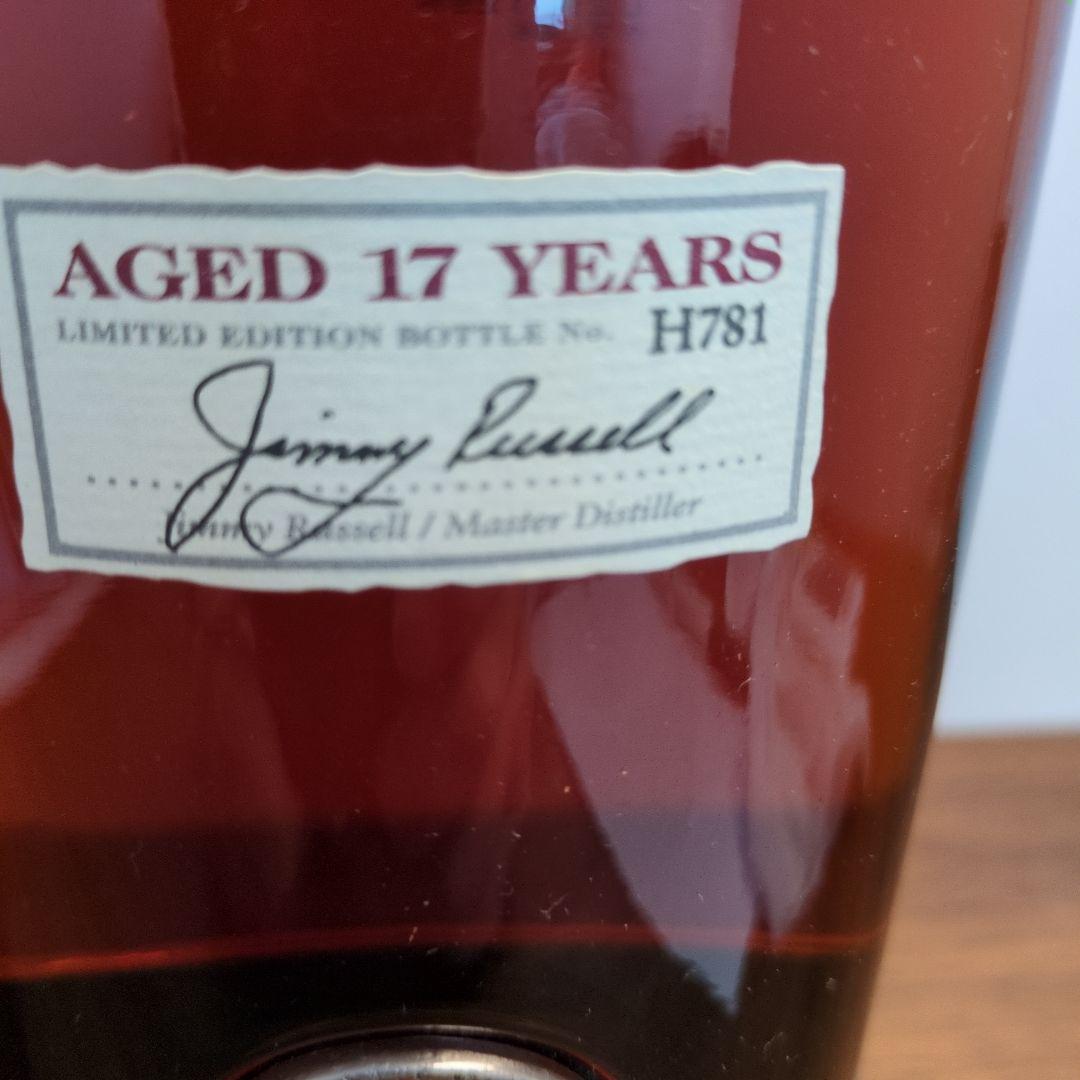 AGED 17 YEARS
LIMITED EDITION BOTTLE No. H781
Jimmy Russell
Jimmy Russell / Master Distiller